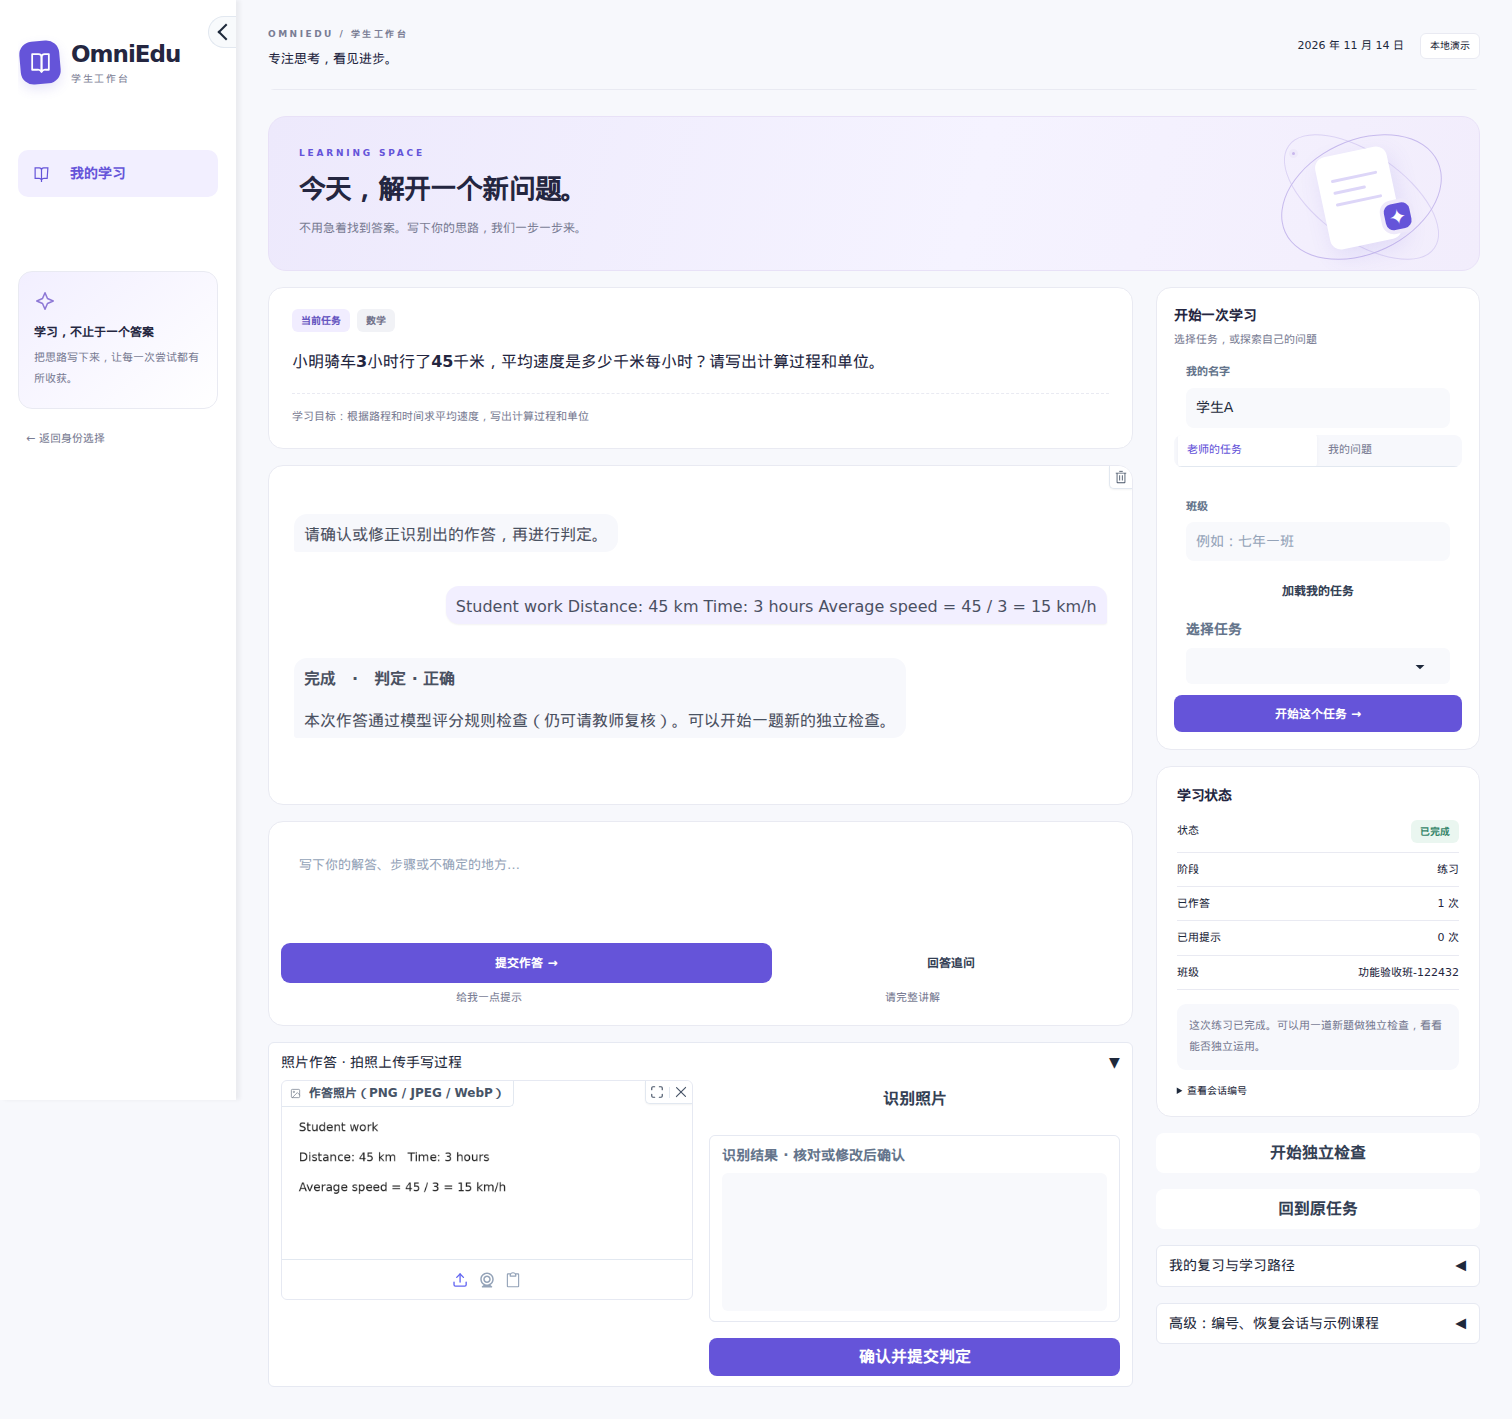 OmniEdu
学生工作台
我的学习
学习，不止于一个答案
把思路写下来，让每一次尝试都有
所收获。
← 返回身份选择
OMNIEDU / 学生工作台
专注思考，看见进步。
2026 年 11 月 14 日
本地演示
LEARNING SPACE
今天，解开一个新问题。
不用急着找到答案。写下你的思路，我们一步一步来。
当前任务 数学
小明骑车3小时行了45千米，平均速度是多少千米每小时？请写出计算过程和单位。
学习目标：根据路程和时间求平均速度，写出计算过程和单位
请确认或修正识别出的作答，再进行判定。
Student work Distance: 45 km Time: 3 hours Average speed = 45 / 3 = 15 km/h
完成 · 判定 · 正确
本次作答通过模型评分规则检查（仍可请教师复核）。可以开始一题新的独立检查。
写下你的解答、步骤或不确定的地方...
提交作答 →
回答追问
给我一点提示
请完整讲解
照片作答 · 拍照上传手写过程 ▼
作答照片（PNG / JPEG / WebP）
Student work
Distance: 45 km Time: 3 hours
Average speed = 45 / 3 = 15 km/h
识别照片
识别结果 · 核对或修改后确认
确认并提交判定
开始一次学习
选择任务，或探索自己的问题
我的名字
学生A
老师的任务 我的问题
班级
例如：七年一班
加载我的任务
选择任务
开始这个任务 →
学习状态
状态 已完成
阶段 练习
已作答 1 次
已用提示 0 次
班级 功能验收班-122432
这次练习已完成。可以用一道新题做独立检查，看看
能否独立运用。
▶ 查看会话编号
开始独立检查
回到原任务
我的复习与学习路径 ◀
高级：编号、恢复会话与示例课程 ◀